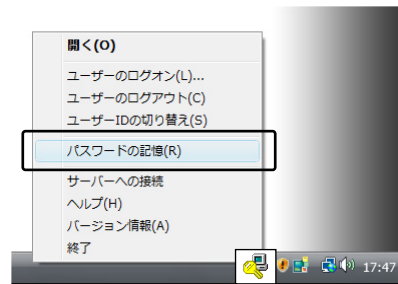 開く(O)
ユーザーのログオン(L)...
ユーザーのログアウト(C)
ユーザーIDの切り替え(S)
パスワードの記憶(R)
サーバーへの接続
ヘルプ(H)
バージョン情報(A)
終了
17:47